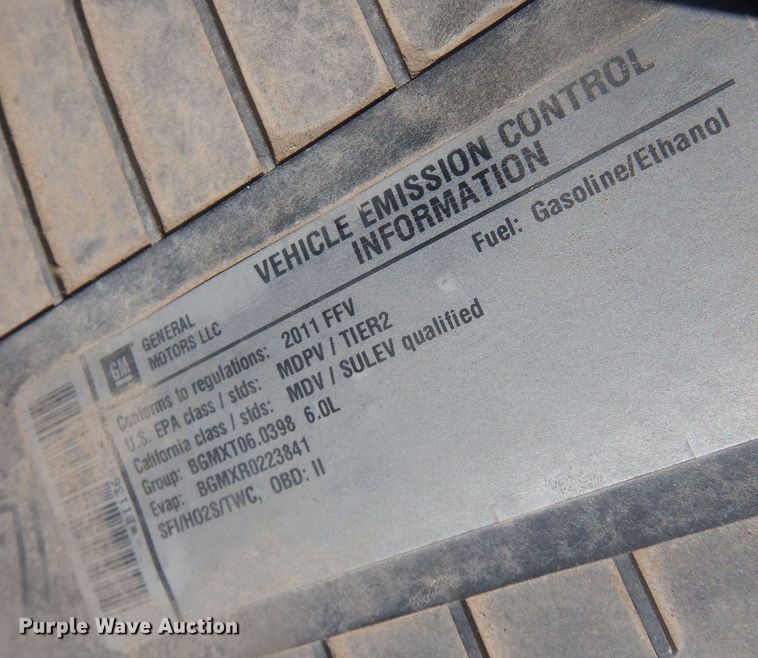 VEHICLE EMISSION CONTROL
INFORMATION
Fuel: Gasoline/Ethanol
GM
GENERAL
MOTORS LLC
Conforms to regulations: 2011 FFV
U.S. EPA class / stds: MDPV / TIER2
California class / stds: MDV / SULEV qualified
Group: BGMXT06.0398 6.0L
Evap: BGMXR0223841
SFI/HO2S/TWC, OBD: II
Purple Wave Auction